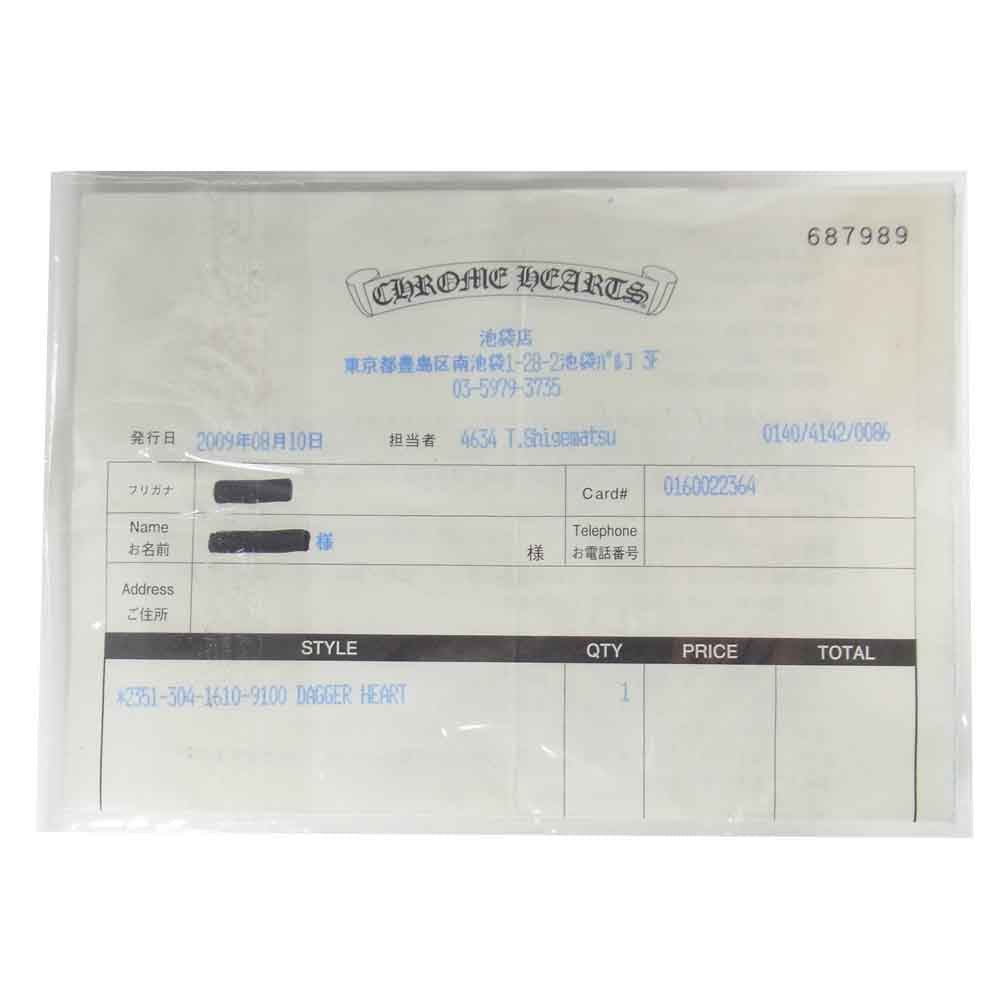 687989
CHROME HEARTS
池袋店
東京都豊島区南池袋1-28-2池袋ﾊﾟﾙｺ 3F
03-5979-3735
発行日 2009年08月10日 担当者 4634 T.Shigematsu 0140/4142/0086
フリガナ Card# 0160022364
Name Telephone
お名前 様 様 お電話番号
Address
ご住所
STYLE QTY PRICE TOTAL
*2351-304-1610-9100 DAGGER HEART 1